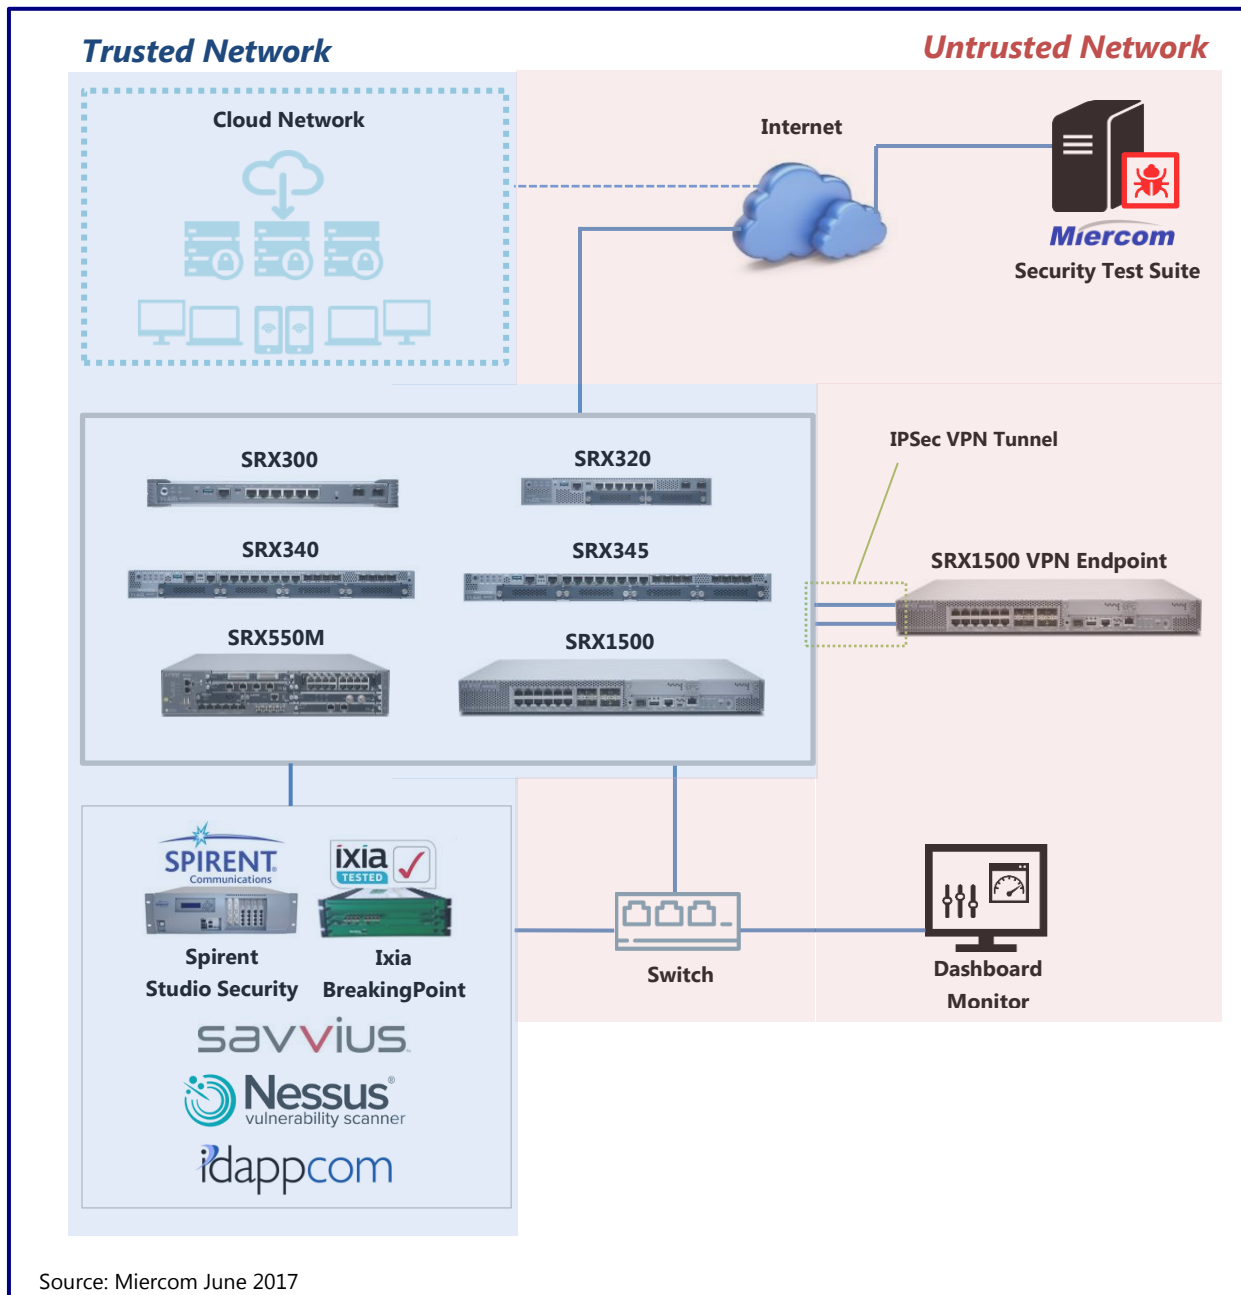 Trusted Network
Untrusted Network
Cloud Network
Internet
Miercom
Security Test Suite
SRX300
SRX320
IPSec VPN Tunnel
SRX340
SRX345
SRX1500 VPN Endpoint
SRX550M
SRX1500
SPIRENT
Communications
ixia
TESTED
Spirent
Studio Security
Ixia
BreakingPoint
Switch
Dashboard
Monitor
savvius
Nessus®
vulnerability scanner
idappcom
Source: Miercom June 2017